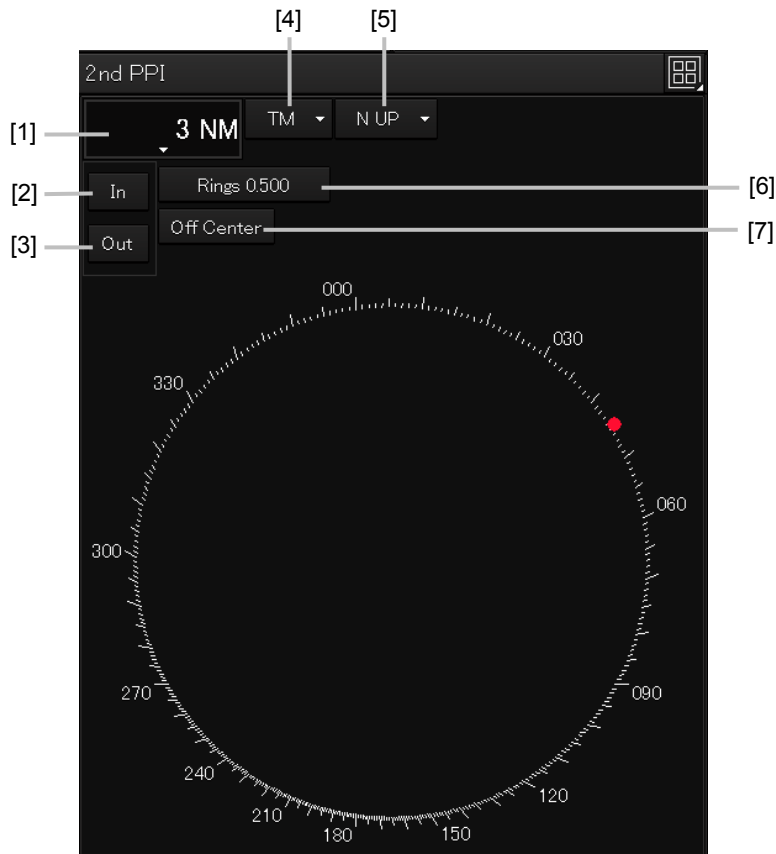 [4] [5]
2nd PPI
[1] 3 NM TM N UP
[2] In Rings 0.500 [6]
[3] Out Off Center [7]
000
030
330
060
300
270 090
240 120
210 150
180